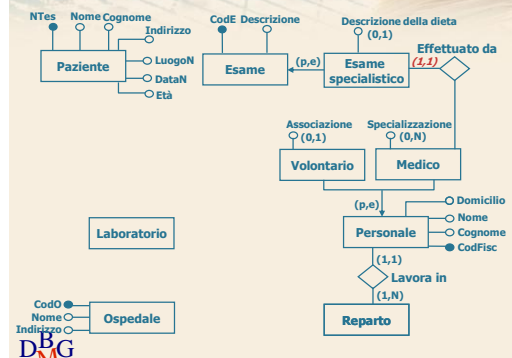 NTes Nome Cognome
Indirizzo
Paziente
LuogoN
DataN
Età
CodE Descrizione
Esame
(p,e)
Descrizione della dieta
(0,1)
Esame
specialistico
(1,1)
Effettuato da
Associazione
(0,1)
Volontario
Specializzazione
(0,N)
Medico
(p,e)
Personale
Domicilio
Nome
Cognome
CodFisc
(1,1)
Lavora in
(1,N)
Reparto
Laboratorio
CodO
Nome
Indirizzo
Ospedale
DBMG